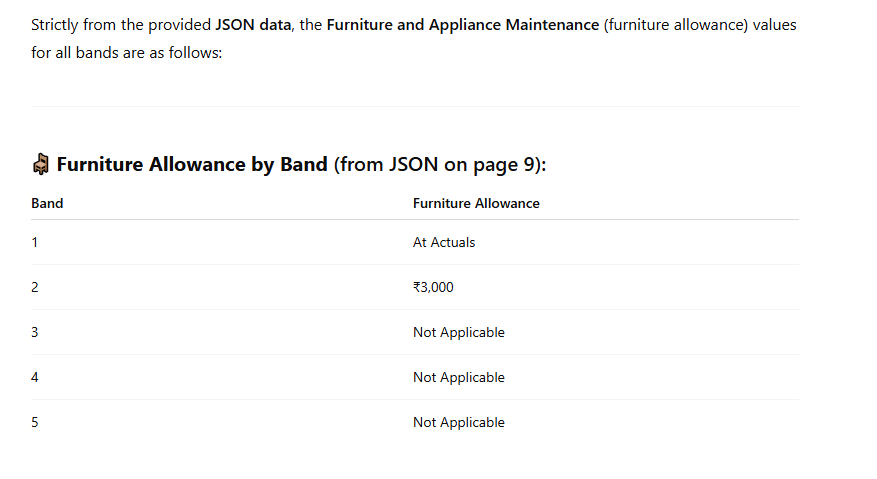 Strictly from the provided JSON data, the Furniture and Appliance Maintenance (furniture allowance) values
for all bands are as follows:
Furniture Allowance by Band (from JSON on page 9):
Band Furniture Allowance
1 At Actuals
2 ₹3,000
3 Not Applicable
4 Not Applicable
5 Not Applicable